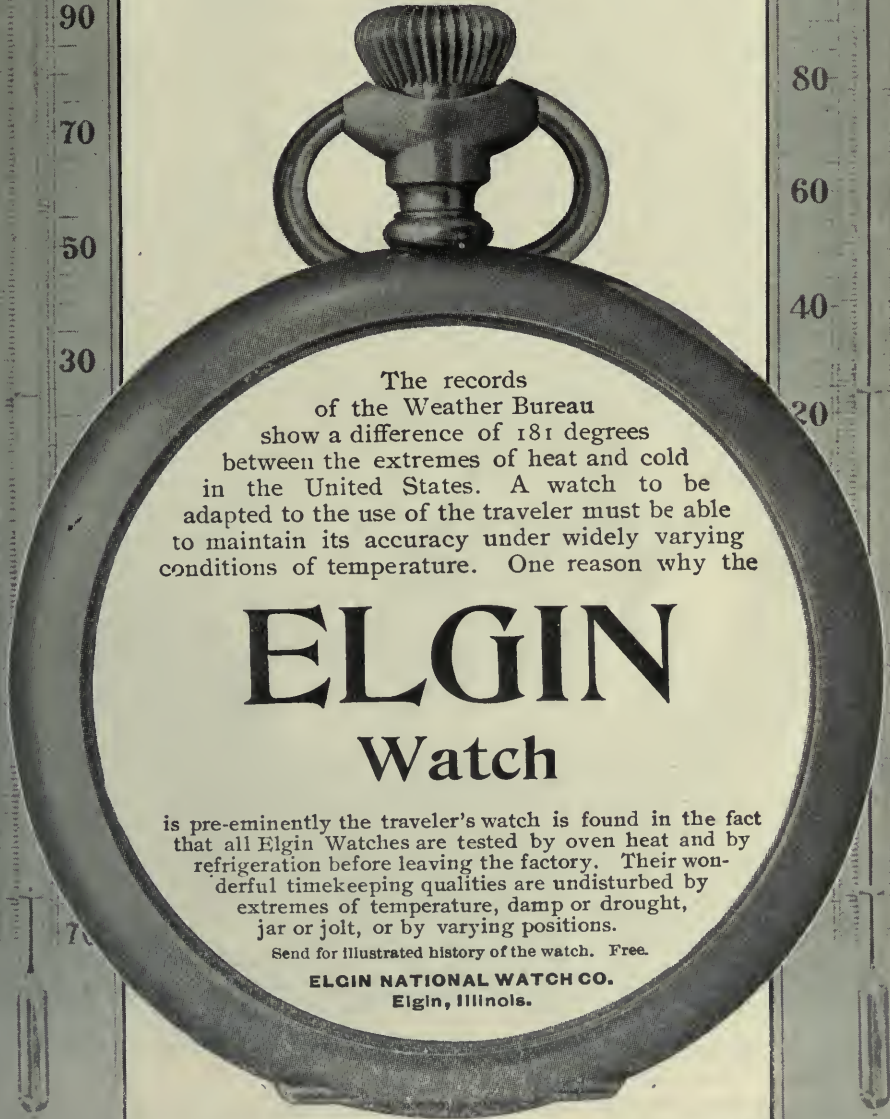 90
70
50
30
80
60
40
20
The records
of the Weather Bureau
show a difference of 181 degrees
between the extremes of heat and cold
in the United States. A watch to be
adapted to the use of the traveler must be able
to maintain its accuracy under widely varying
conditions of temperature. One reason why the
ELGIN
Watch
is pre-eminently the traveler's watch is found in the fact
that all Elgin Watches are tested by oven heat and by
refrigeration before leaving the factory. Their won-
derful timekeeping qualities are undisturbed by
extremes of temperature, damp or drought,
jar or jolt, or by varying positions.
Send for illustrated history of the watch. Free.
ELGIN NATIONAL WATCH CO.
Elgin, Illinois.